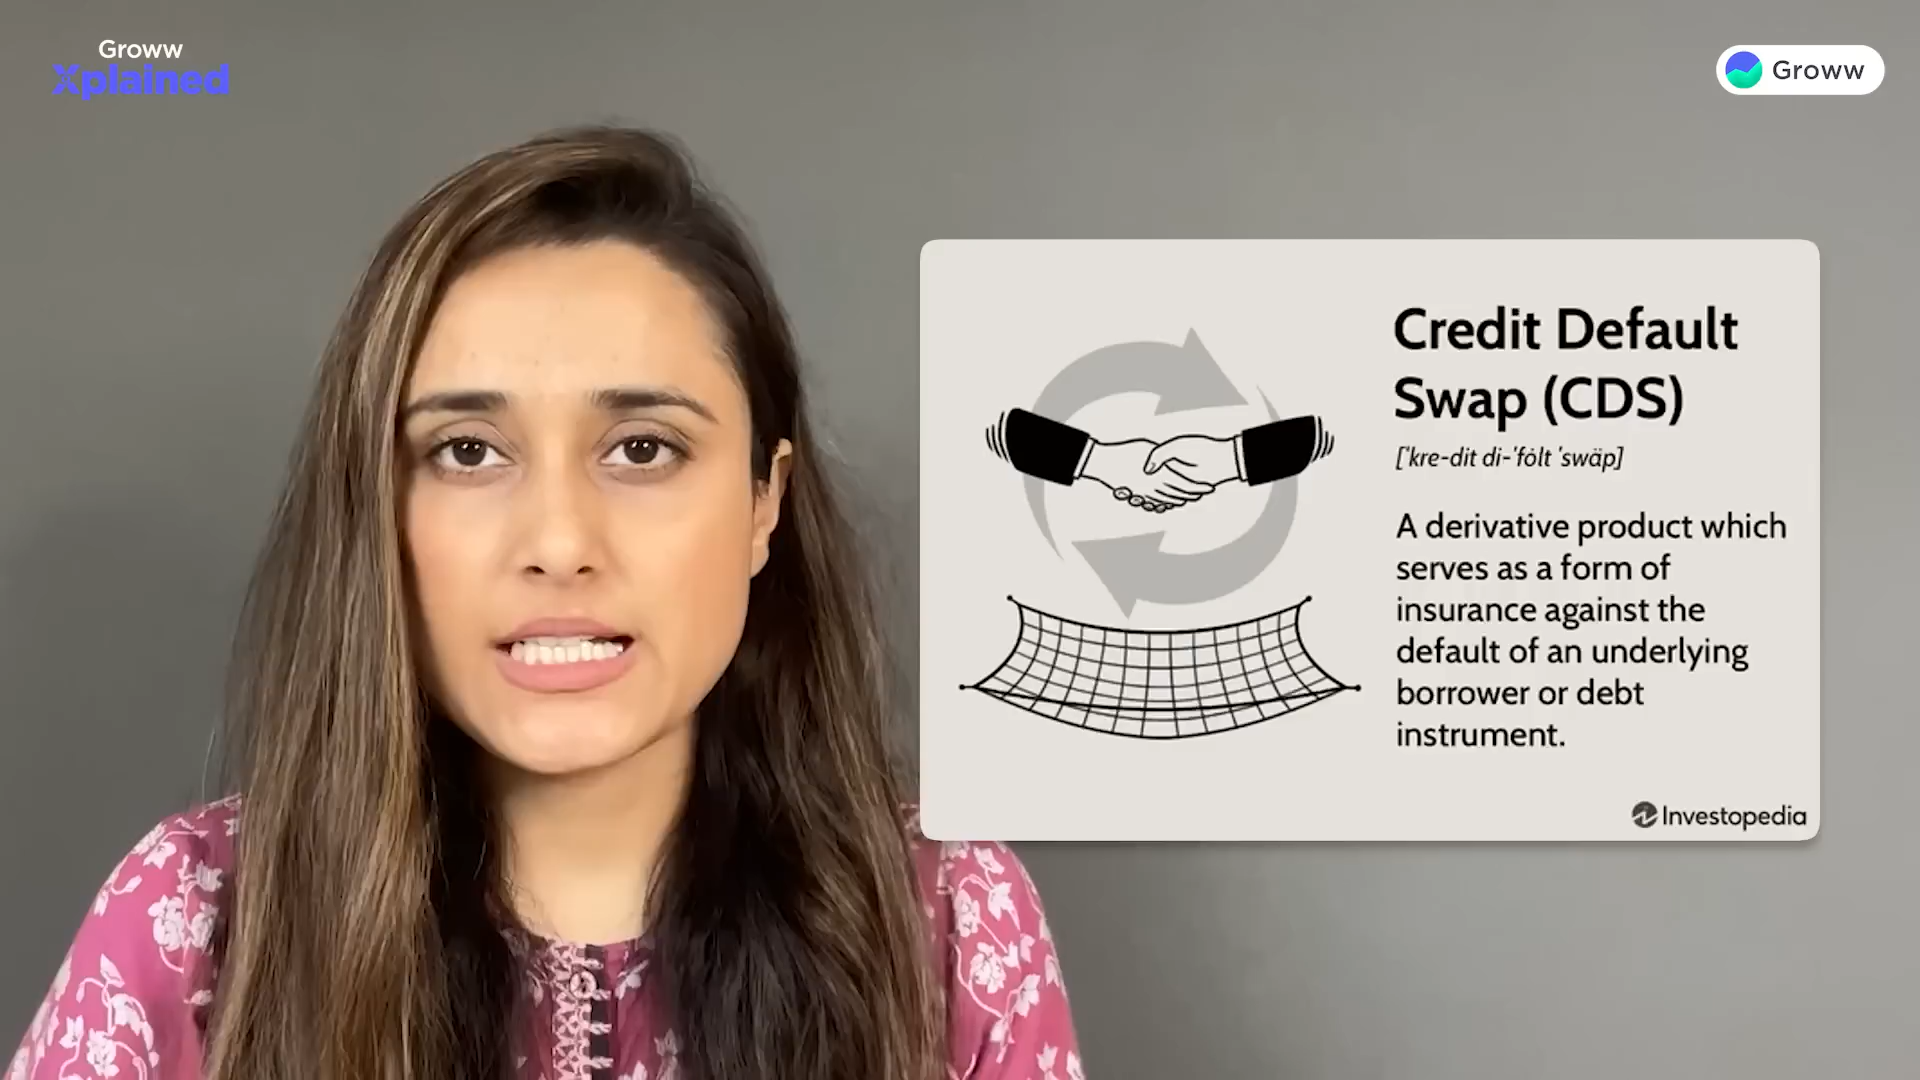 Groww
Xplained
Groww
Credit Default
Swap (CDS)
['kre-dit di-'fȯlt 'swäp]
A derivative product which
serves as a form of
insurance against the
default of an underlying
borrower or debt
instrument.
Investopedia